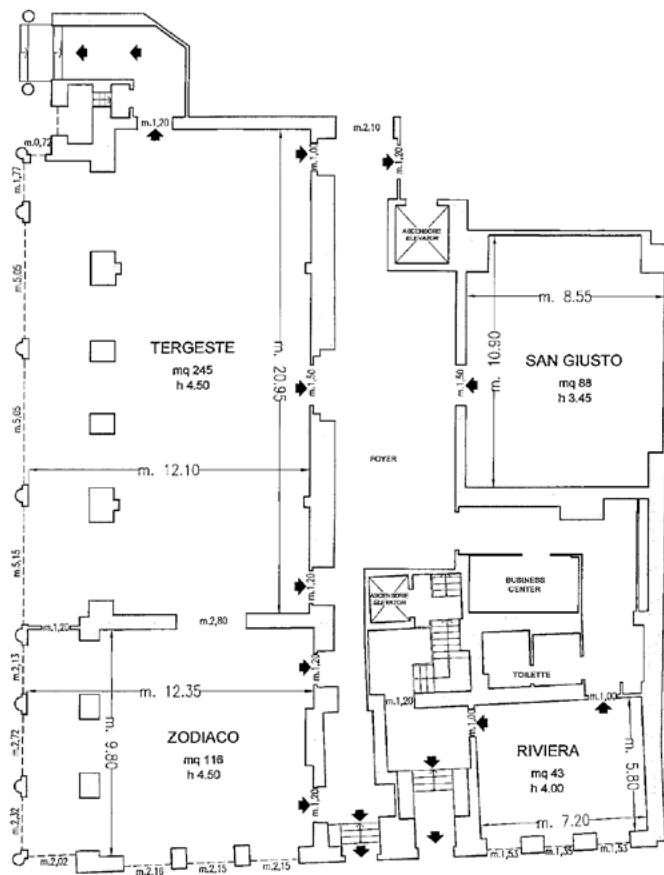 m.1,20
m.0,72
m.1,77
m.1,00
m.2,10
m.1,20
ASCENSORE
ELEVATOR
m.5,05
m. 8.55
m. 10.90
TERGESTE
mq 245
h 4.50
m. 20.95
SAN GIUSTO
mq 88
h 3.45
m.1,50
m.1,50
m.5,05
FOYER
m. 12.10
m.5,15
m.1,20
ASCENSORE
ELEVATOR
BUSINESS
CENTER
m.1,20
m.2,80
m.2,13
m.1,20
TOILETTE
m. 12.35
m.1,20
m.1,00
m.1,00
m.2,72
m. 9.80
ZODIACO
mq 116
h 4.50
RIVIERA
mq 43
h 4.00
m. 5.80
m.2,32
m.1,20
m. 7.20
m.2,02
m.2,16
m.2,15
m.1,53
m.1,35
m.1,53